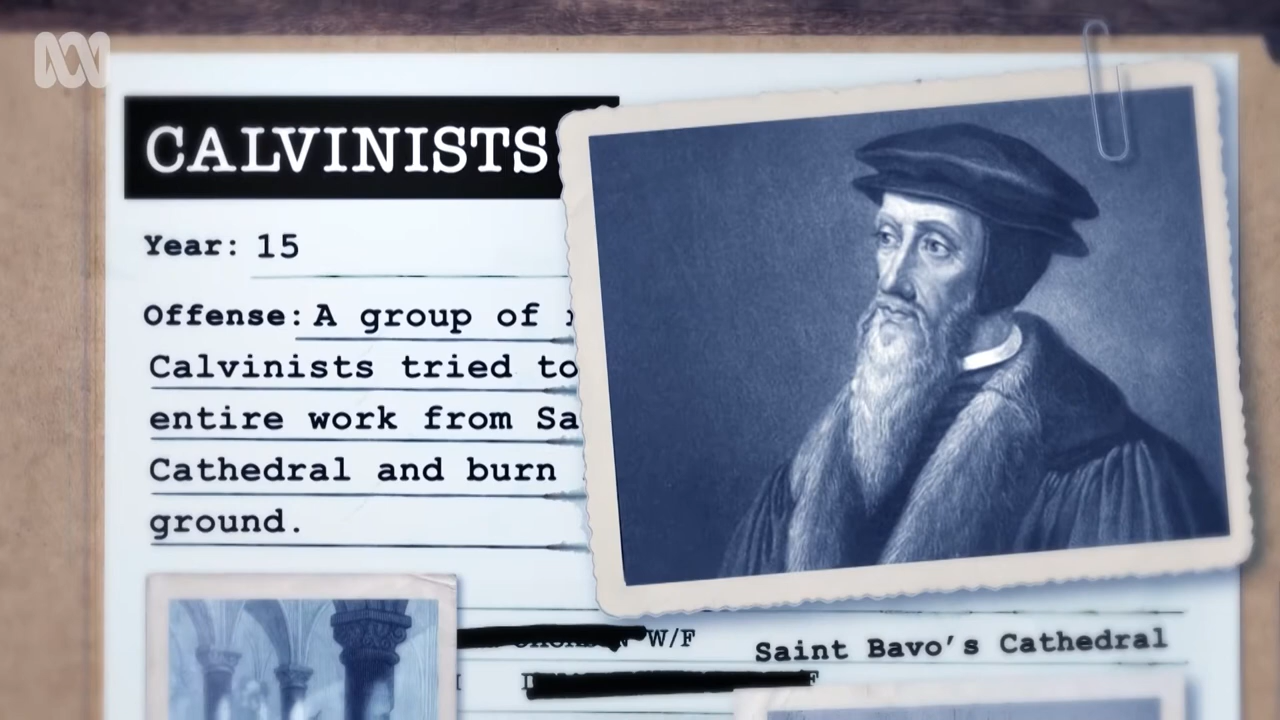 CALVINISTS
Year: 15
Offense: A group of
Calvinists tried to
entire work from Sa
Cathedral and burn
ground.
W/F
Saint Bavo's Cathedral